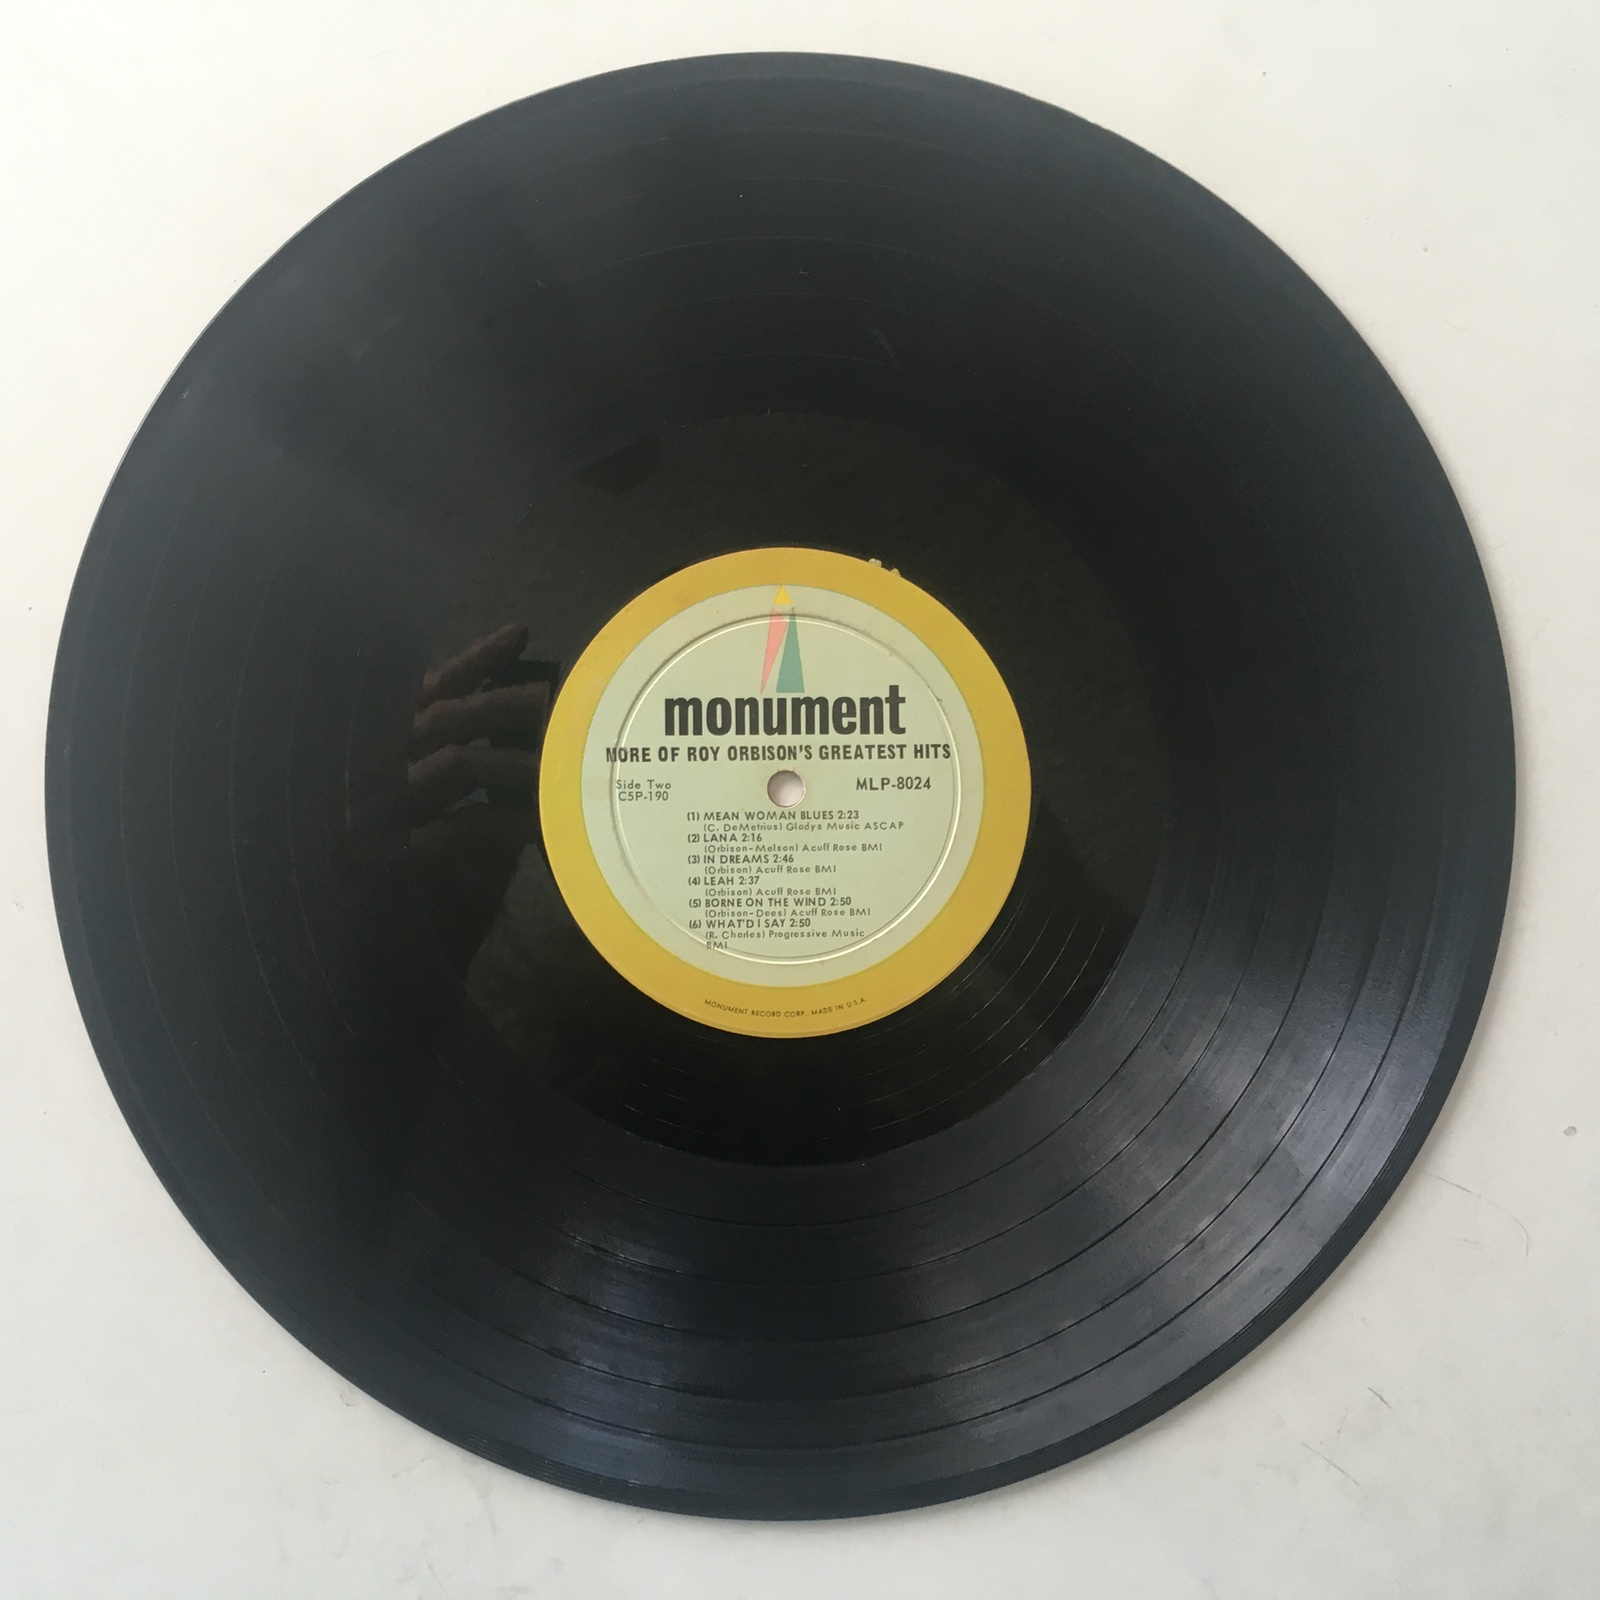 monument
MORE OF ROY ORBISON'S GREATEST HITS
Side Two
C5P-190
MLP-8024
(1) MEAN WOMAN BLUES 2:23
(C. DeMetrius) Gladys Music ASCAP
(2) LANA 2:16
(Orbison-Melson) Acuff Rose BMI
(3) IN DREAMS 2:46
(Orbison) Acuff Rose BMI
(4) LEAH 2:37
(Orbison) Acuff Rose BMI
(5) BORNE ON THE WIND 2:50
(Orbison-Dees) Acuff Rose BMI
(6) WHAT'D I SAY 2:50
(R. Charles) Progressive Music
BMI
MONUMENT RECORD CORP., MADE IN U.S.A.